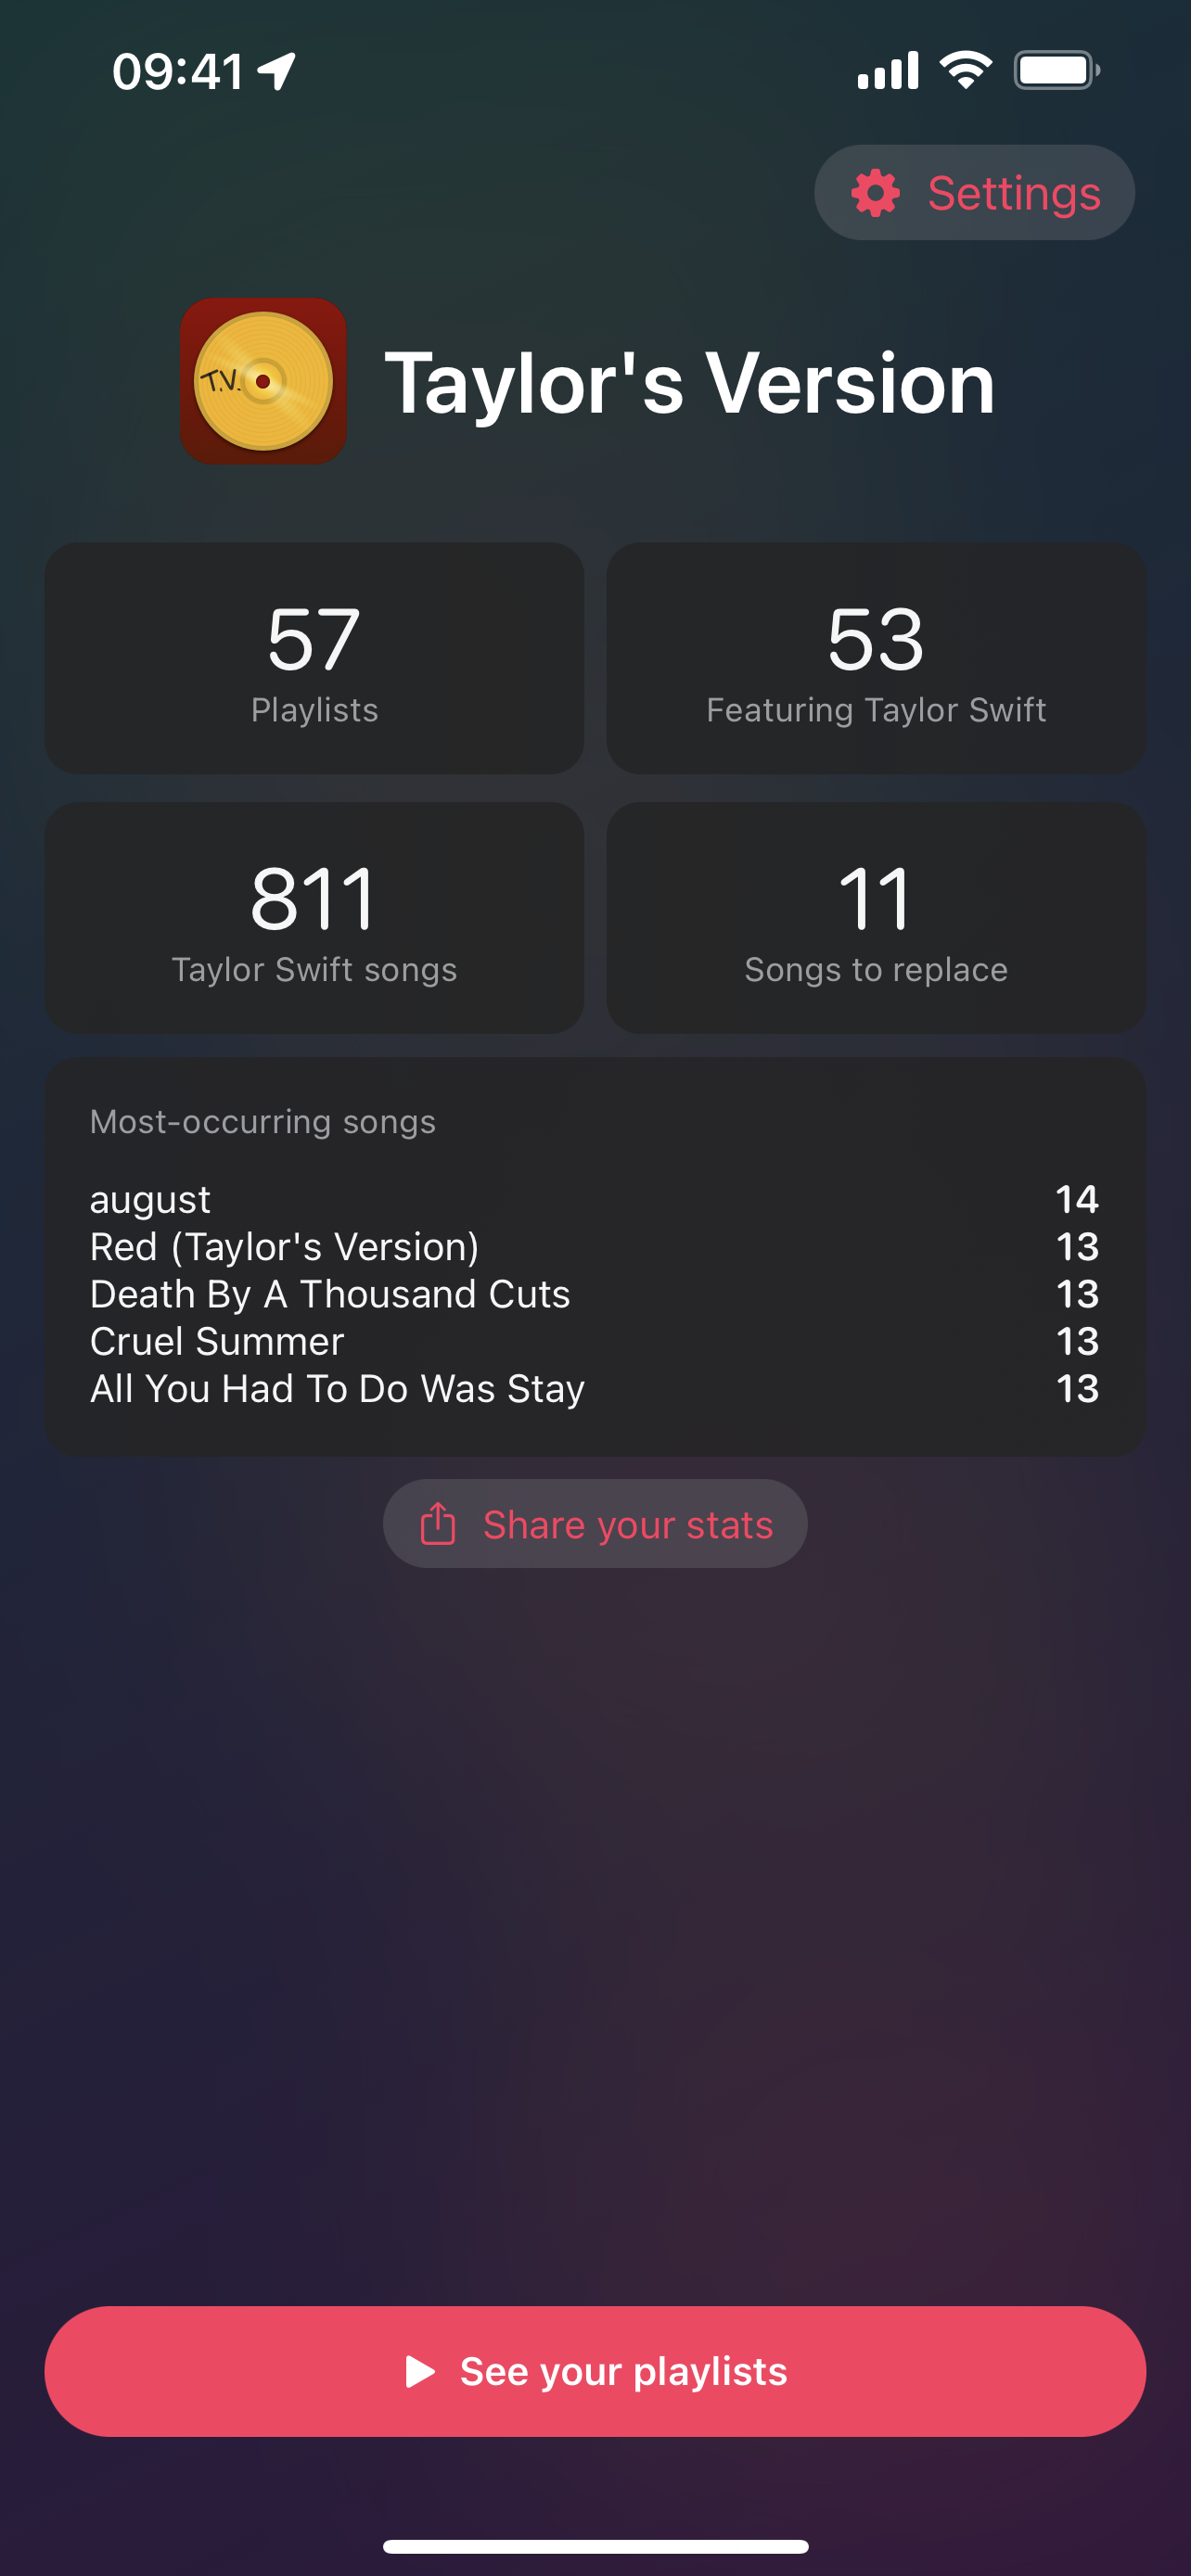 09:41
Settings
T.V.
Taylor's Version
57
Playlists
53
Featuring Taylor Swift
811
Taylor Swift songs
11
Songs to replace
Most-occurring songs
august 14
Red (Taylor's Version) 13
Death By A Thousand Cuts 13
Cruel Summer 13
All You Had To Do Was Stay 13
Share your stats
See your playlists